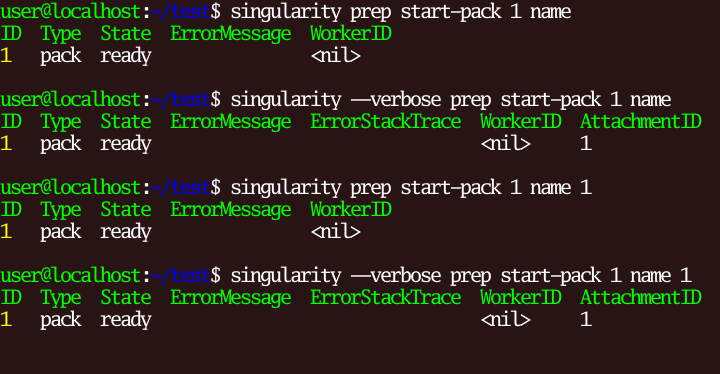 user@localhost:~/test$ singularity prep start-pack 1 name
ID  Type  State  ErrorMessage  WorkerID
1   pack  ready                <nil>
user@localhost:~/test$ singularity --verbose prep start-pack 1 name
ID  Type  State  ErrorMessage  ErrorStackTrace  WorkerID  AttachmentID
1   pack  ready                                 <nil>     1
user@localhost:~/test$ singularity prep start-pack 1 name 1
ID  Type  State  ErrorMessage  WorkerID
1   pack  ready                <nil>
user@localhost:~/test$ singularity --verbose prep start-pack 1 name 1
ID  Type  State  ErrorMessage  ErrorStackTrace  WorkerID  AttachmentID
1   pack  ready                                 <nil>     1